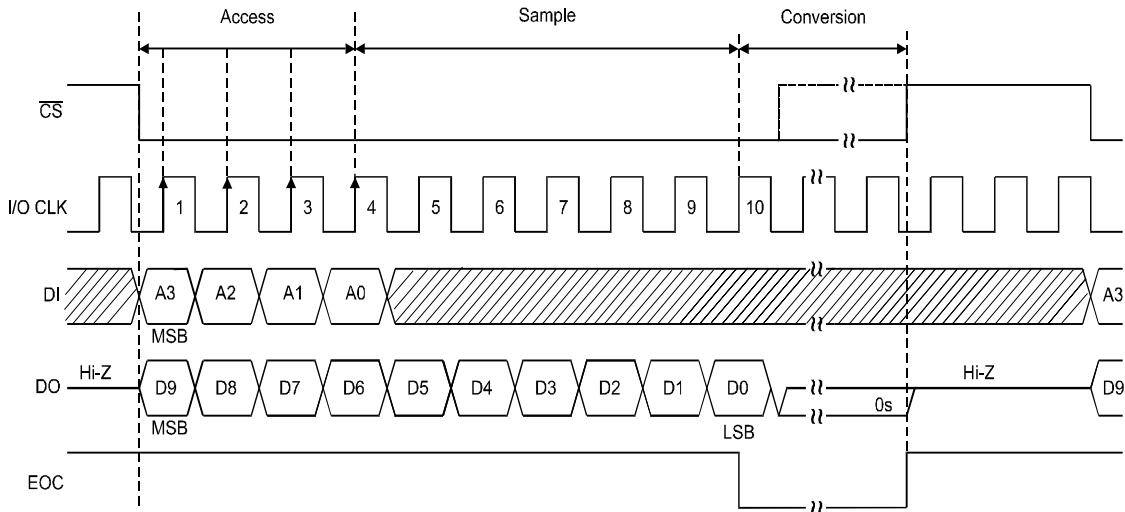 Access Sample Conversion
CS
I/O CLK 1 2 3 4 5 6 7 8 9 10
DI A3 A2 A1 A0 A3
MSB
DO Hi-Z D9 D8 D7 D6 D5 D4 D3 D2 D1 D0 0s Hi-Z D9
MSB LSB
EOC